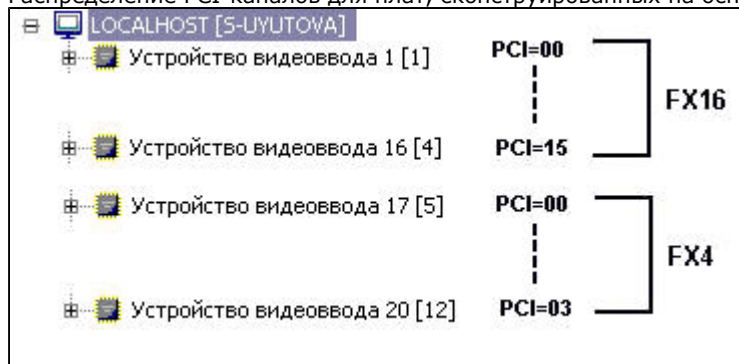 Распределение PCI каналов для плат, сконструированных на осн
LOCALHOST [S-UYUTOVA]
Устройство видеоввода 1 [1] PCI=00
FX16
Устройство видеоввода 16 [4] PCI=15
Устройство видеоввода 17 [5] PCI=00
FX4
Устройство видеоввода 20 [12] PCI=03